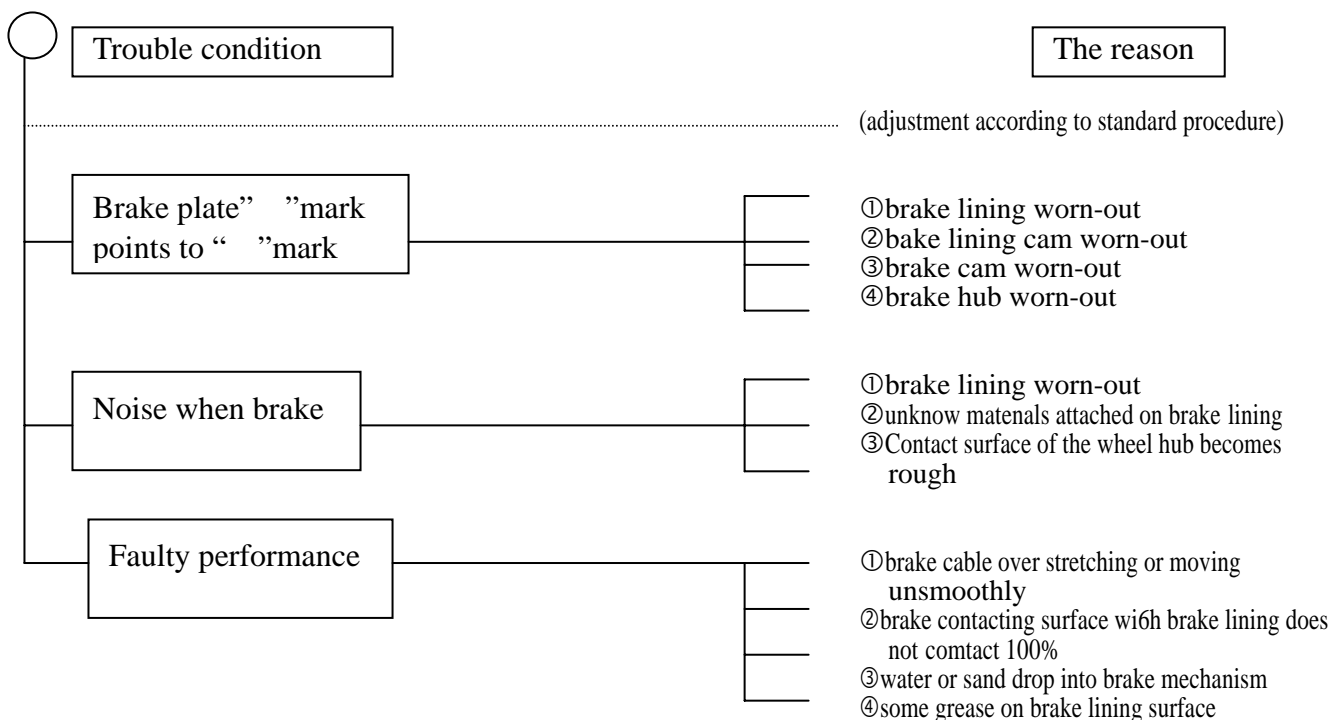 Trouble condition
The reason
(adjustment according to standard procedure)
Brake plate”    ”mark
points to “    ”mark
①brake lining worn-out
②bake lining cam worn-out
③brake cam worn-out
④brake hub worn-out
Noise when brake
①brake lining worn-out
②unknow matenals attached on brake lining
③Contact surface of the wheel hub becomes
rough
Faulty performance
①brake cable over stretching or moving
unsmoothly
②brake contacting surface wi6h brake lining does
not comtact 100%
③water or sand drop into brake mechanism
④some grease on brake lining surface